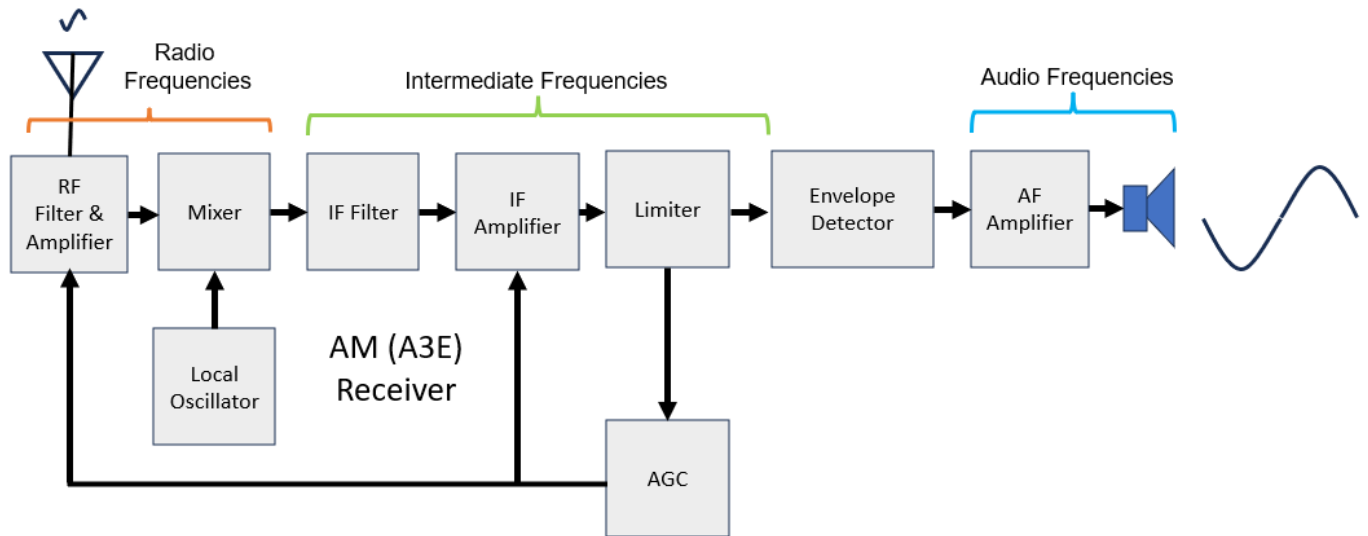 Radio
Frequencies
Intermediate Frequencies
Audio Frequencies
RF
Filter &
Amplifier
Mixer
IF Filter
IF
Amplifier
Limiter
Envelope
Detector
AF
Amplifier
Local
Oscillator
AM (A3E)
Receiver
AGC